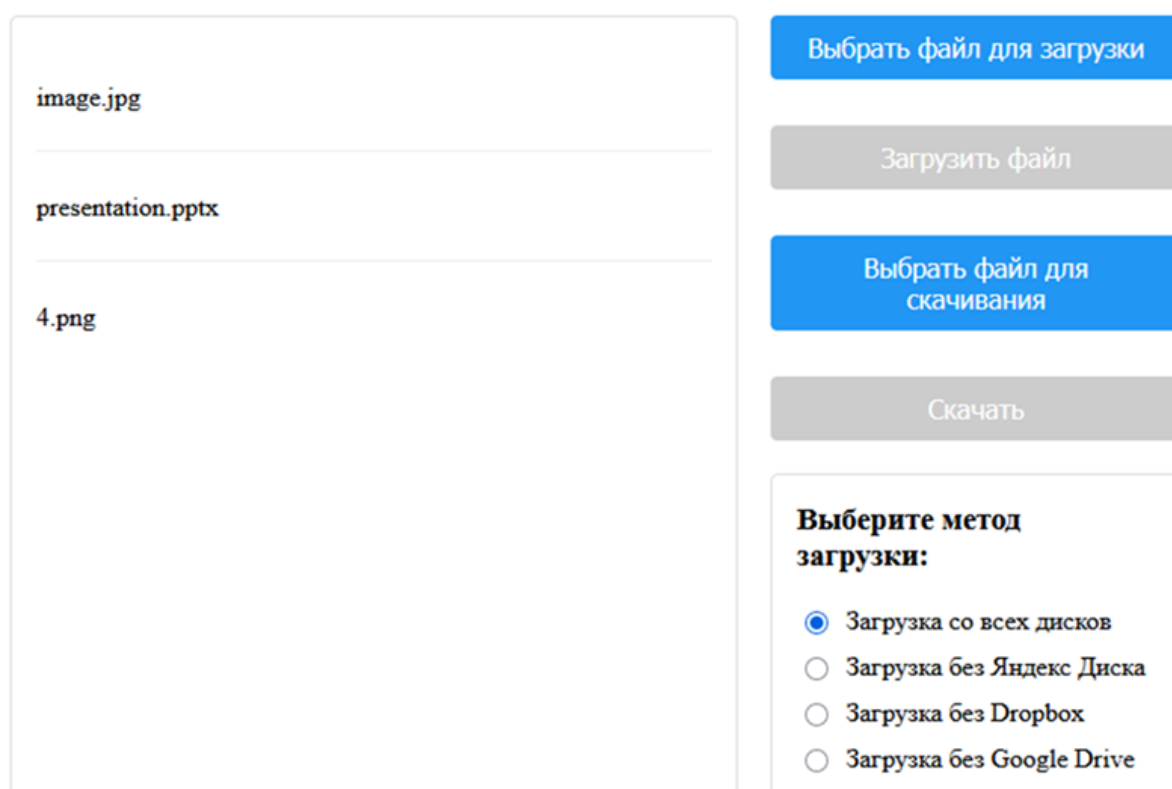 image.jpg
presentation.pptx
4.png
Выбрать файл для загрузки
Загрузить файл
Выбрать файл для
скачивания
Скачать
Выберите метод
загрузки:
Загрузка со всех дисков
Загрузка без Яндекс Диска
Загрузка без Dropbox
Загрузка без Google Drive